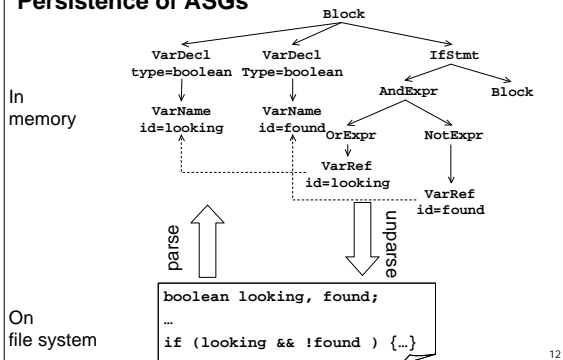 Persistence of ASGs
Block
VarDecl VarDecl IfStmt
type=boolean Type=boolean
AndExpr Block
In
memory
VarName VarName
id=looking id=found
OrExpr NotExpr
VarRef
id=looking
VarRef
id=found
parse
unparse
boolean looking, found;
…
if (looking && !found ) {…}
On
file system
12